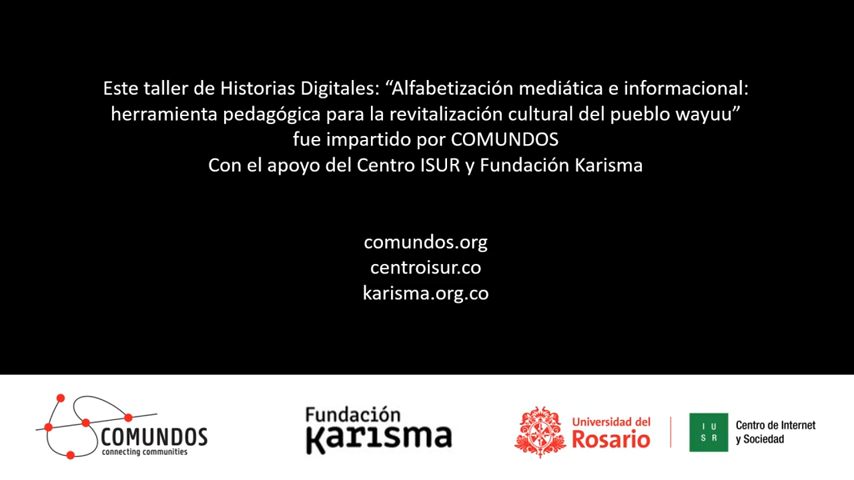 Este taller de Historias Digitales: “Alfabetización mediática e informacional:
herramienta pedagógica para la revitalización cultural del pueblo wayuu”
fue impartido por COMUNDOS
Con el apoyo del Centro ISUR y Fundación Karisma
comundos.org
centroisur.co
karisma.org.co
COMUNDOS
connecting communities
Fundación
Karisma
Universidad del
Rosario
I U
S R
Centro de Internet
y Sociedad